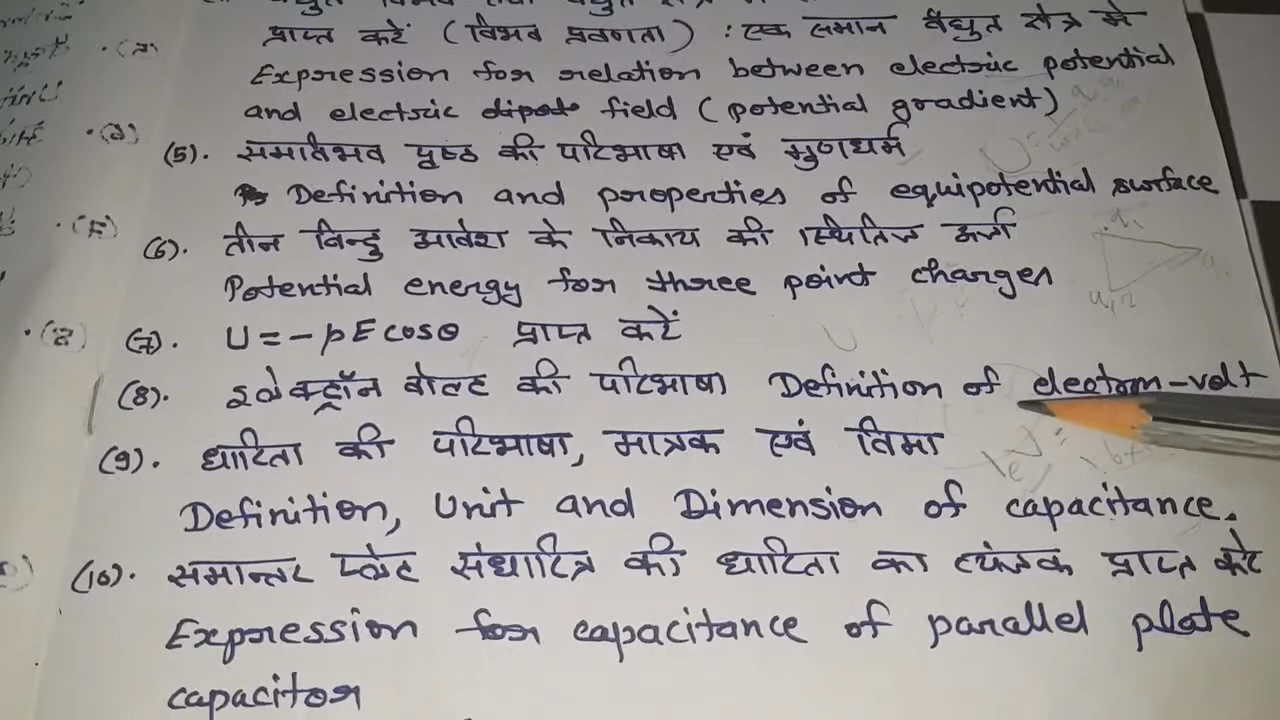 प्राप्त करें (विभव प्रवणता) : एक समान वैद्युत क्षेत्र में
Expression for relation between electric potential
and electric field (potential gradient)
(5). समविभव पृष्ठ की परिभाषा एवं गुणधर्म
Definition and properties of equipotential surface
(6). तीन बिन्दु आवेश के निकाय की स्थितिज ऊर्जा
Potential energy for three point charges
(7). U = - pE cosθ प्राप्त करें
(8). इलेक्ट्रॉन वोल्ट की परिभाषा Definition of electron-volt
(9). धारिता की परिभाषा, मात्रक एवं विमा
Definition, Unit and Dimension of capacitance.
(10). समान्तर प्लेट संधारित्र की धारिता का व्यंजक प्राप्त करें
Expression for capacitance of parallel plate
capacitor